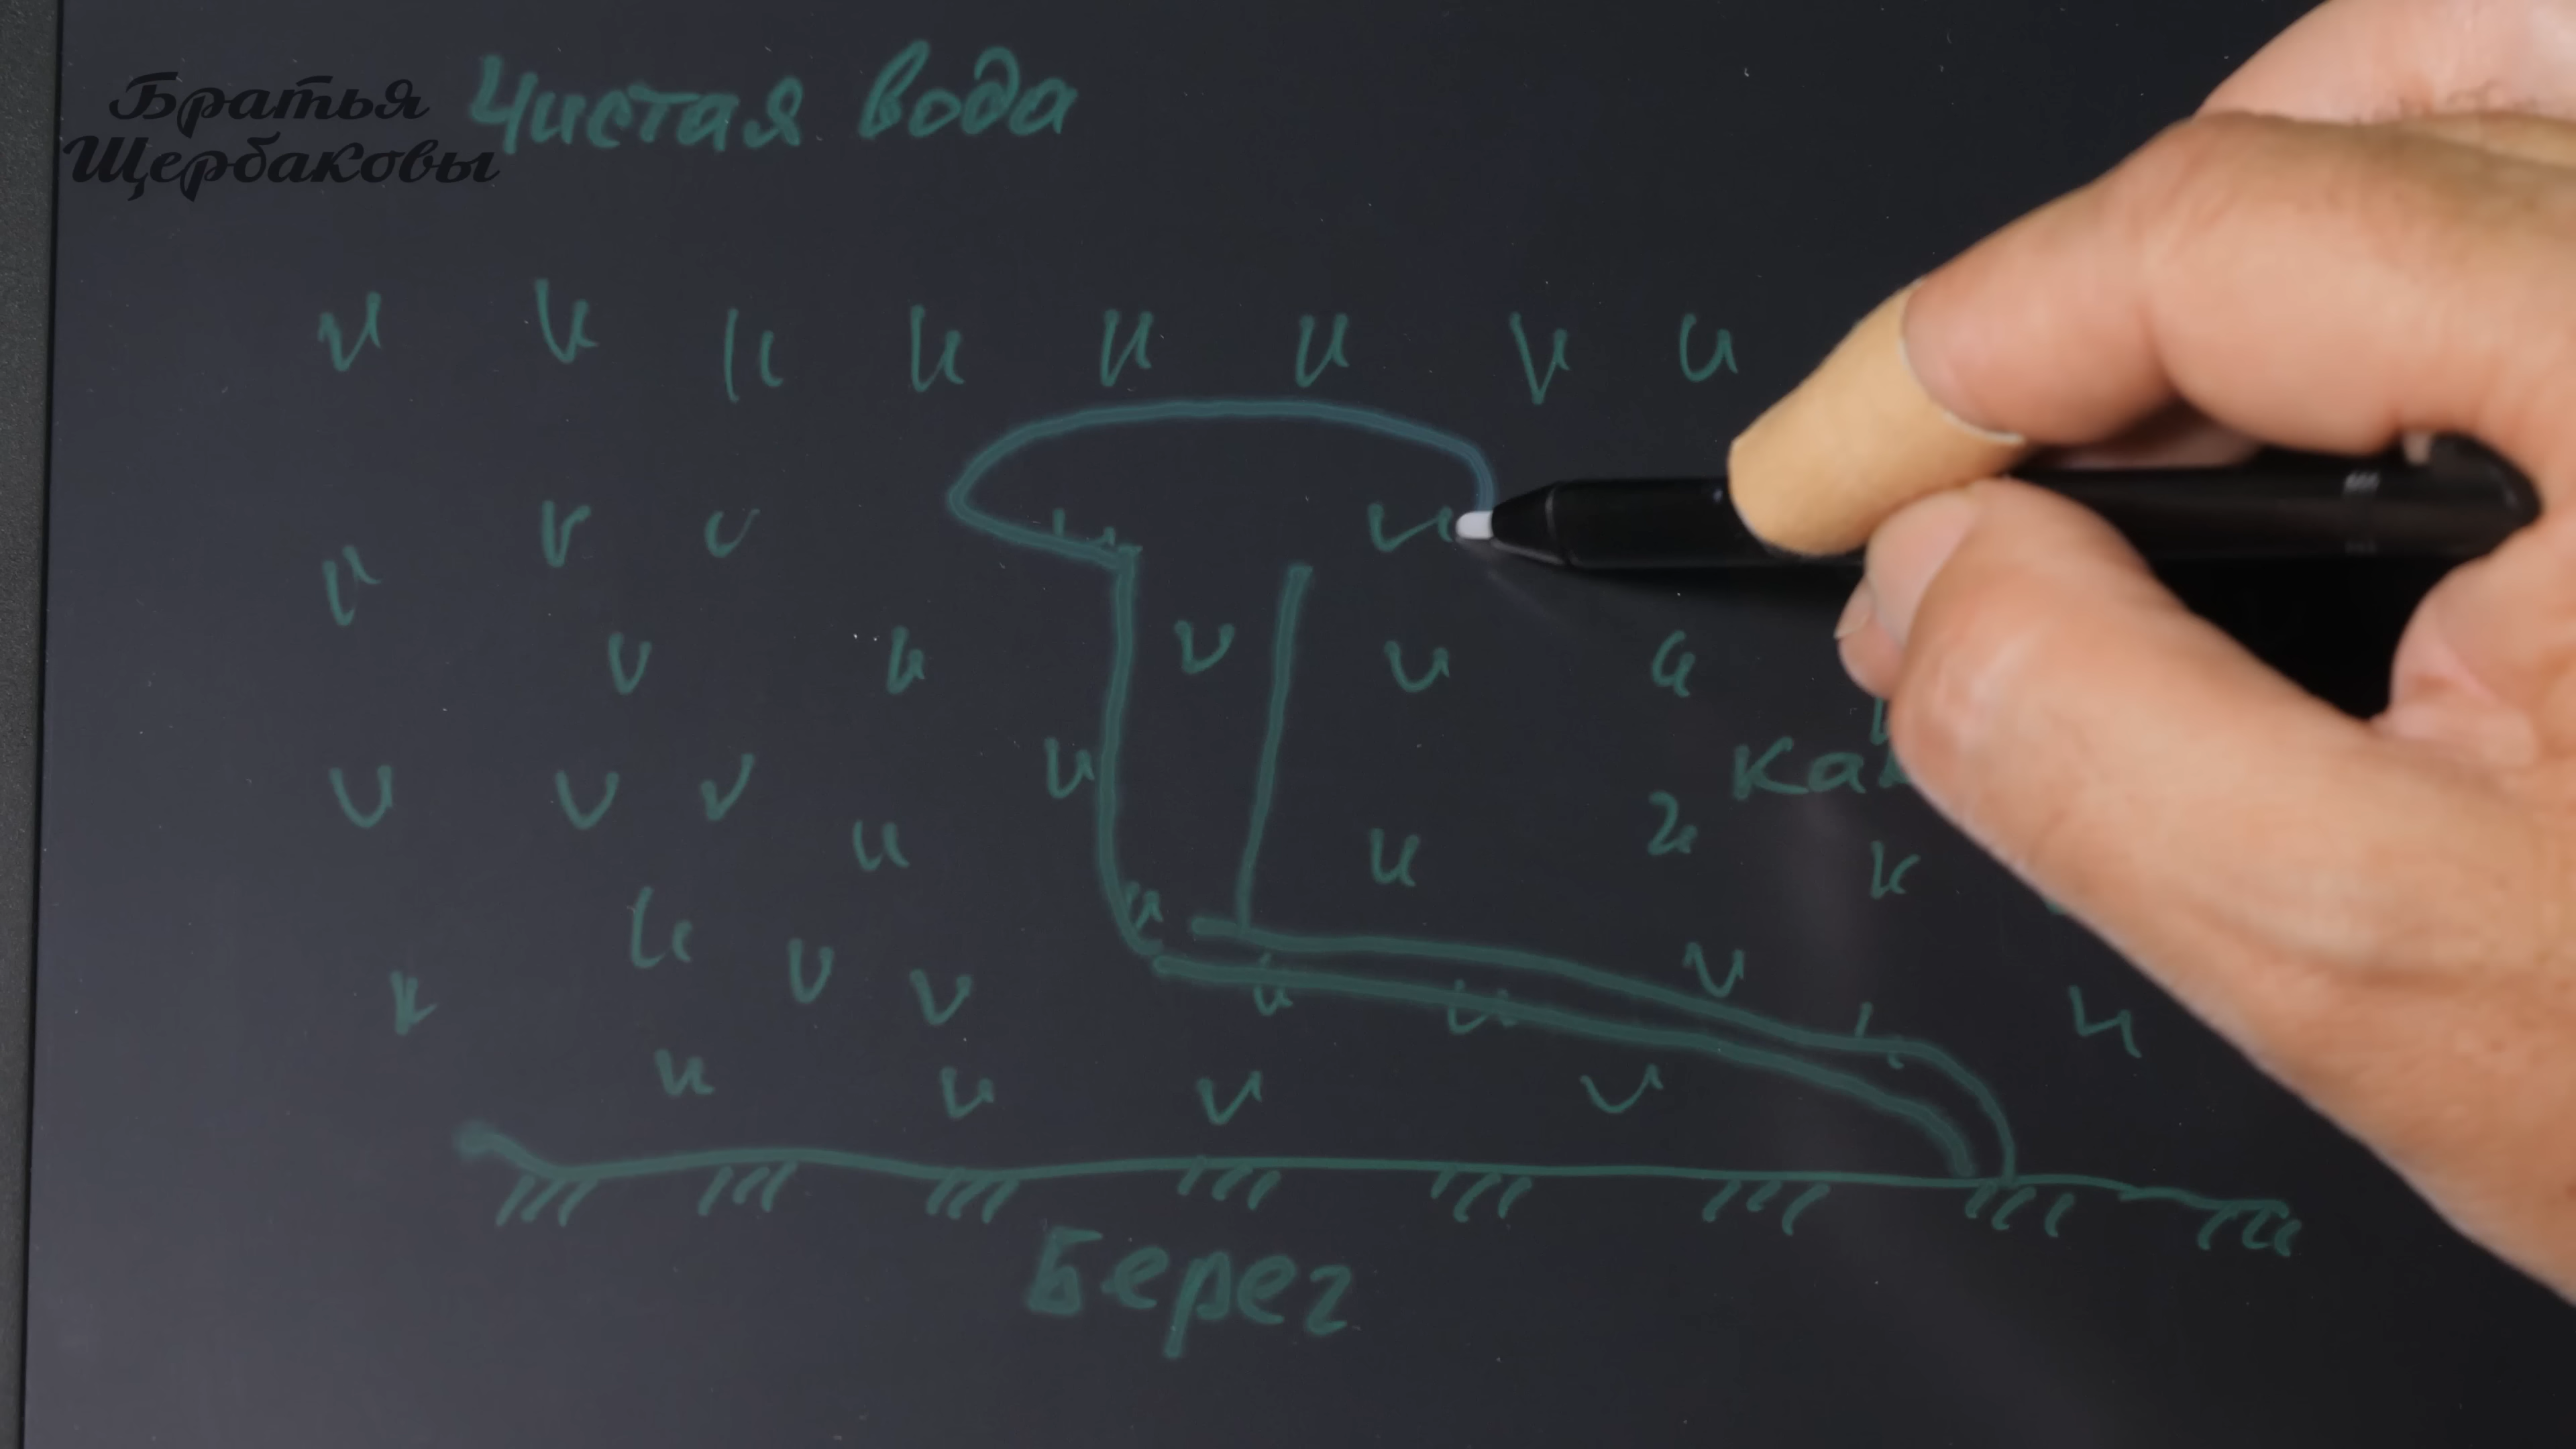 Братья
Щербаковы
Чистая вода
Берег